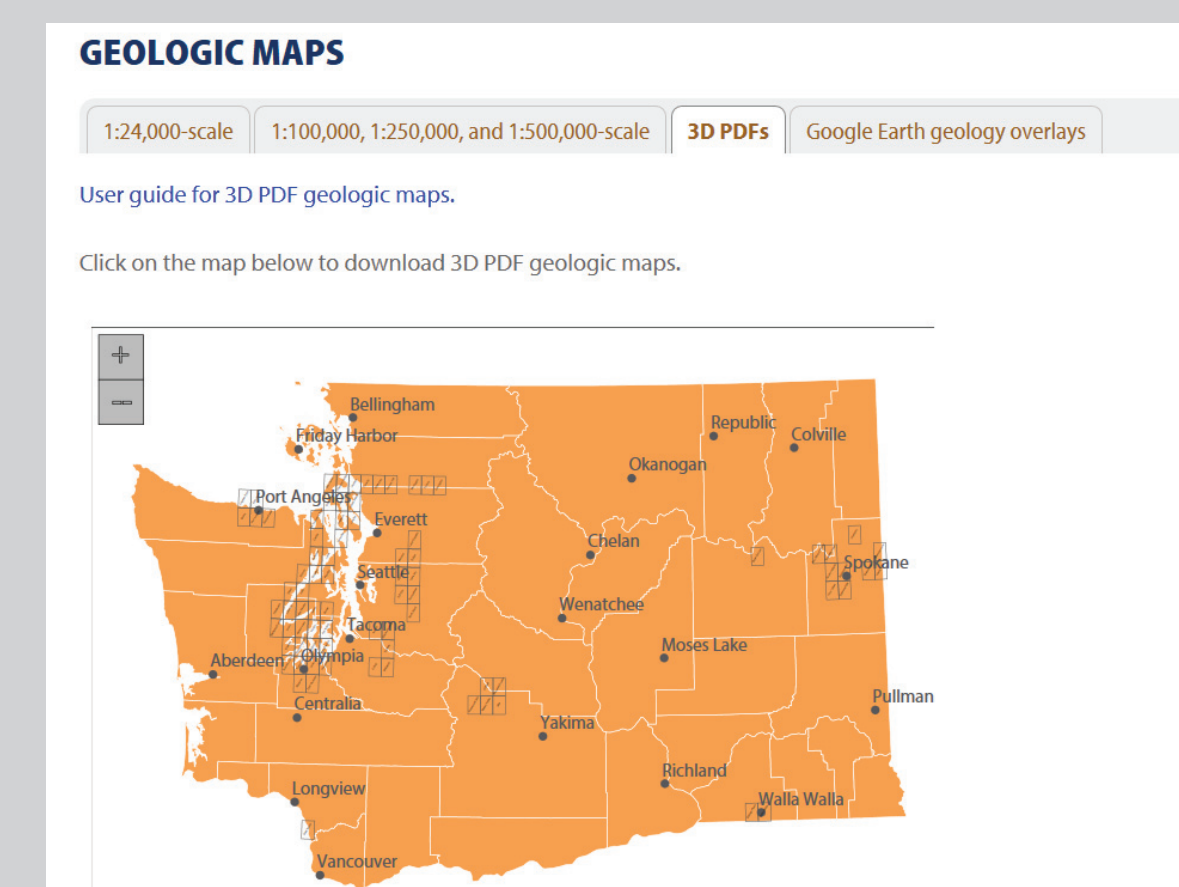 GEOLOGIC MAPS
1:24,000-scale
1:100,000, 1:250,000, and 1:500,000-scale
3D PDFs
Google Earth geology overlays
User guide for 3D PDF geologic maps.
Click on the map below to download 3D PDF geologic maps.
+
−
Bellingham
Friday Harbor
Republic
Colville
Okanogan
Port Angeles
Everett
Chelan
Seattle
Spokane
Wenatchee
Tacoma
Moses Lake
Aberdeen
Olympia
Centralia
Pullman
Yakima
Richland
Longview
Walla Walla
Vancouver